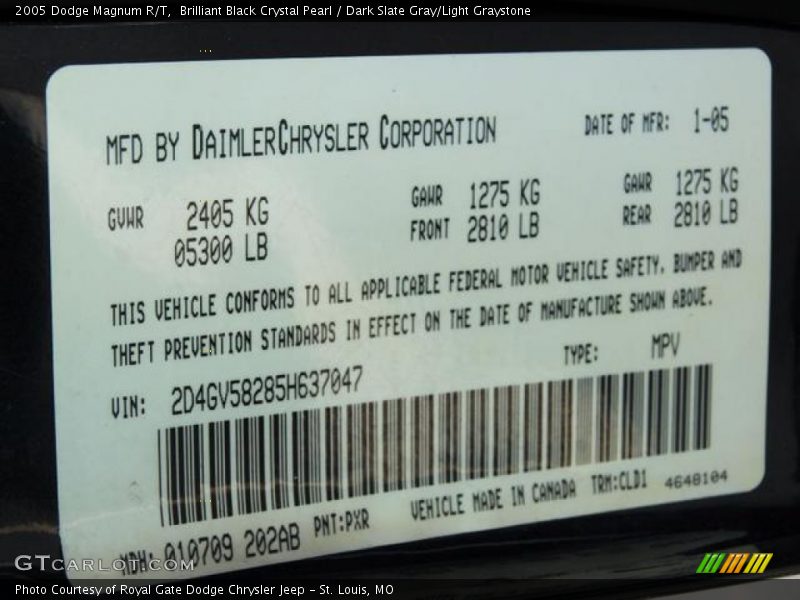 2005 Dodge Magnum R/T,  Brilliant Black Crystal Pearl / Dark Slate Gray/Light Graystone
MFD BY DAIMLERCHRYSLER CORPORATION DATE OF MFR: 1-05
GVWR 2405 KG GAWR 1275 KG GAWR 1275 KG
05300 LB FRONT 2810 LB REAR 2810 LB
THIS VEHICLE CONFORMS TO ALL APPLICABLE FEDERAL MOTOR VEHICLE SAFETY, BUMPER AND
THEFT PREVENTION STANDARDS IN EFFECT ON THE DATE OF MANUFACTURE SHOWN ABOVE.
VIN: 2D4GV58285H637047 TYPE: MPV
MDH: 010709 202AB PNT:PXR VEHICLE MADE IN CANADA TRM:CLD1 4648104
GTCARLOT.COM
Photo Courtesy of Royal Gate Dodge Chrysler Jeep - St. Louis, MO